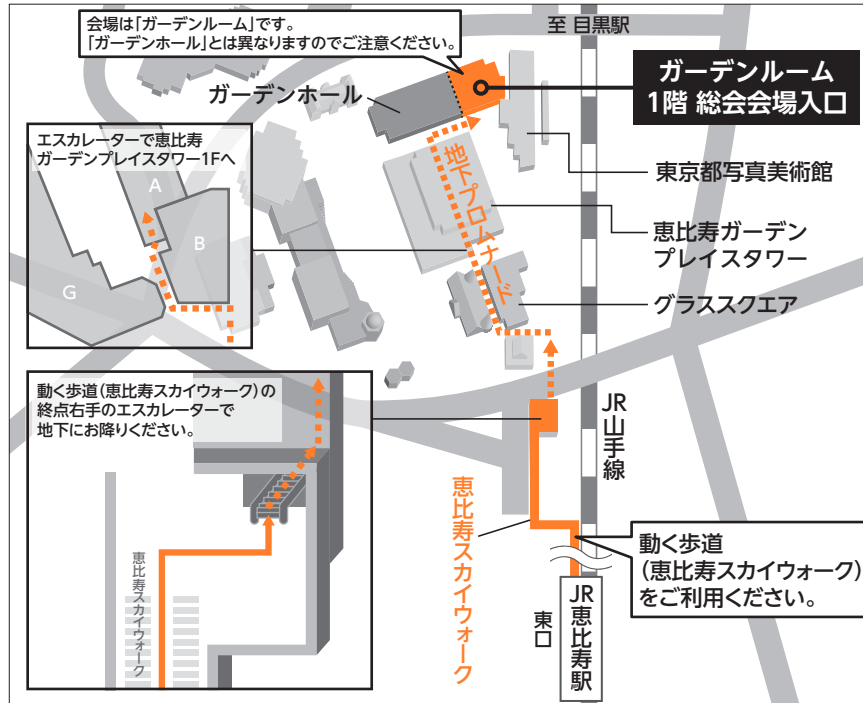 会場は「ガーデンルーム」です。
「ガーデンホール」とは異なりますのでご注意ください。
至 目黒駅
ガーデンホール
ガーデンルーム
1階 総会会場入口
エスカレーターで恵比寿
ガーデンプレイスタワー1Fへ
A
B
G
地下プロムナード
東京都写真美術館
恵比寿ガーデン
プレイスタワー
グラススクエア
動く歩道(恵比寿スカイウォーク)の
終点右手のエスカレーターで
地下にお降りください。
恵比寿スカイウォーク
JR山手線
恵比寿スカイウォーク
動く歩道
(恵比寿スカイウォーク)
をご利用ください。
東口
JR恵比寿駅